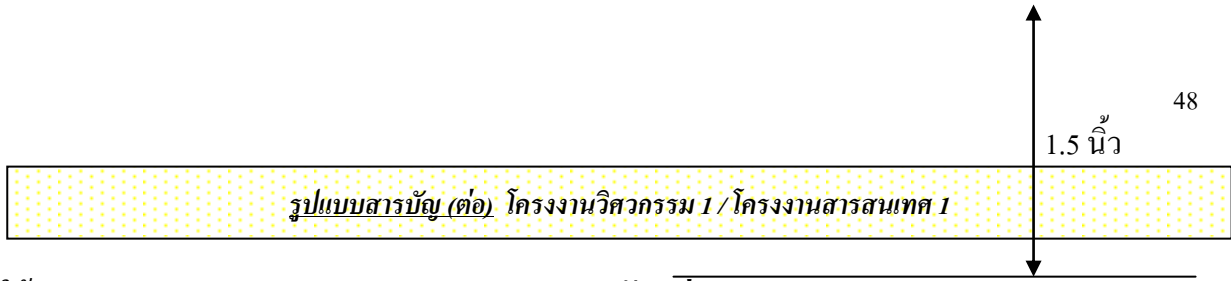 48
1.5 นิ้ว
รูปแบบสารบัญ (ต่อ) โครงงานวิศวกรรม 1 / โครงงานสารสนเทศ 1